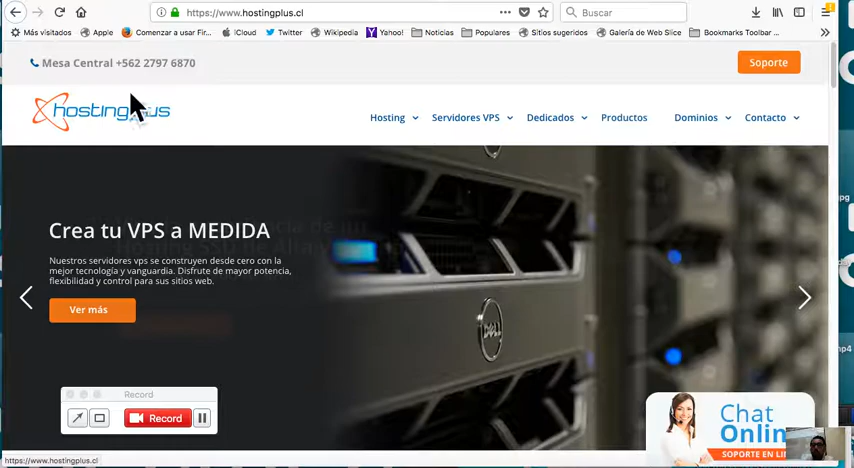 https://www.hostingplus.cl
Buscar
Más visitados
Apple
Comenzar a usar Fir...
iCloud
Twitter
Wikipedia
Yahoo!
Noticias
Populares
Sitios sugeridos
Galería de Web Slice
Bookmarks Toolbar ...
Mesa Central +562 2797 6870
Soporte
hostingplus
Hosting
Servidores VPS
Dedicados
Productos
Dominios
Contacto
Crea tu VPS a MEDIDA
Nuestros servidores vps se construyen desde cero con la
mejor tecnología y vanguardia. Disfrute de mayor potencia,
flexibilidad y control para sus sitios web.
Ver más
DELL
Record
Record
Chat
Onlin
SOPORTE EN LI
https://www.hostingplus.cl
mp4